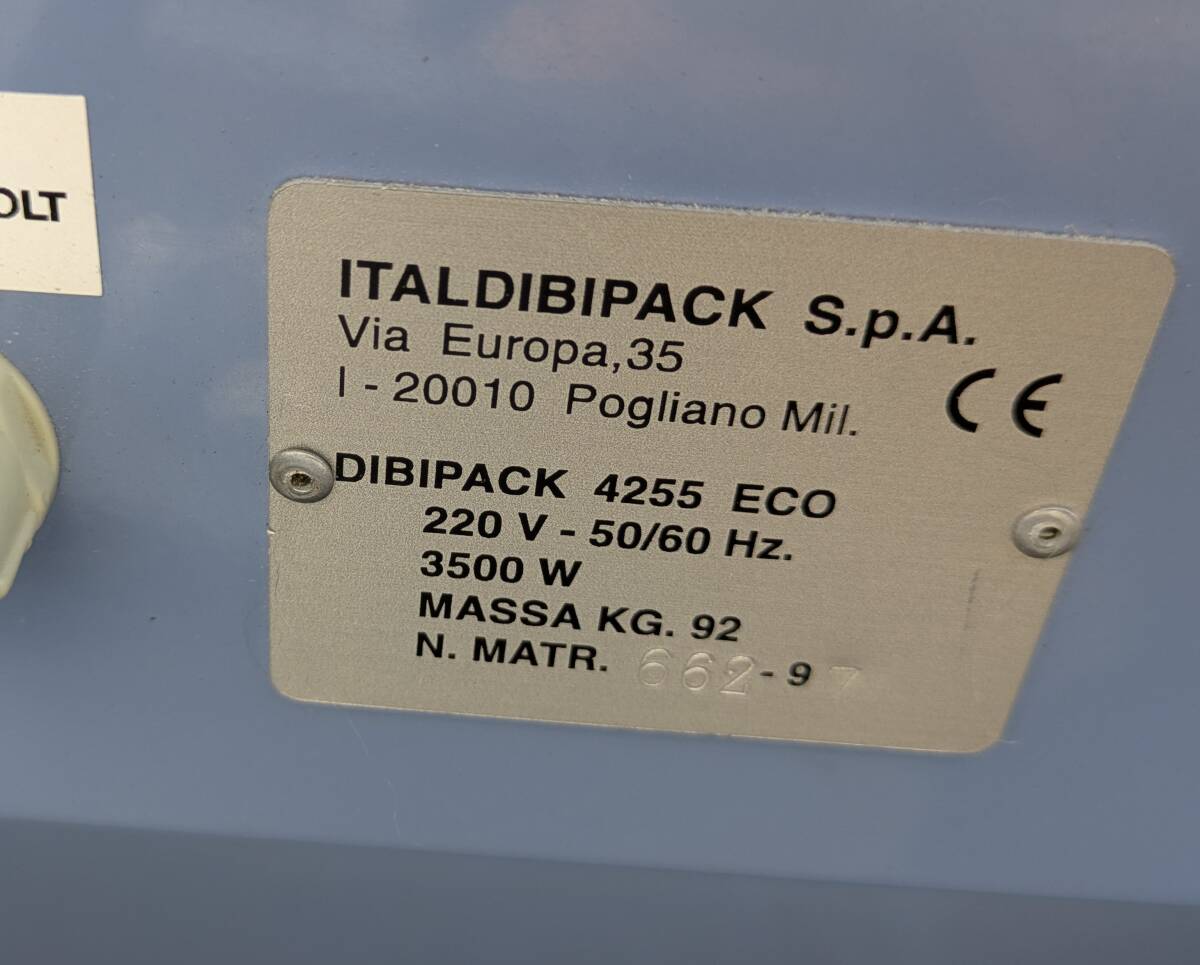 OLT
ITALDIBIPACK S.p.A.
Via Europa,35
I - 20010 Pogliano Mil.
CE
DIBIPACK 4255 ECO
220 V - 50/60 Hz.
3500 W
MASSA KG. 92
N. MATR. 662-97